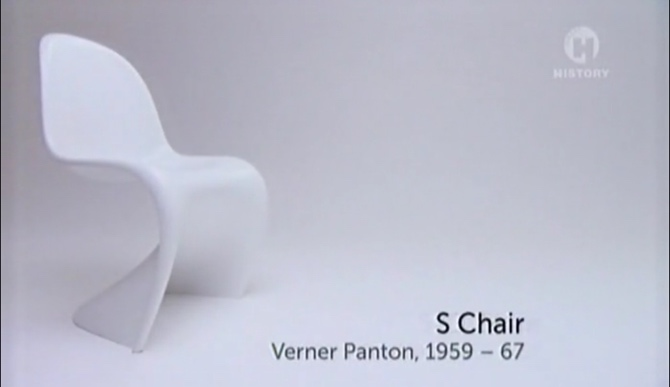 HISTORY
S Chair
Verner Panton, 1959 – 67